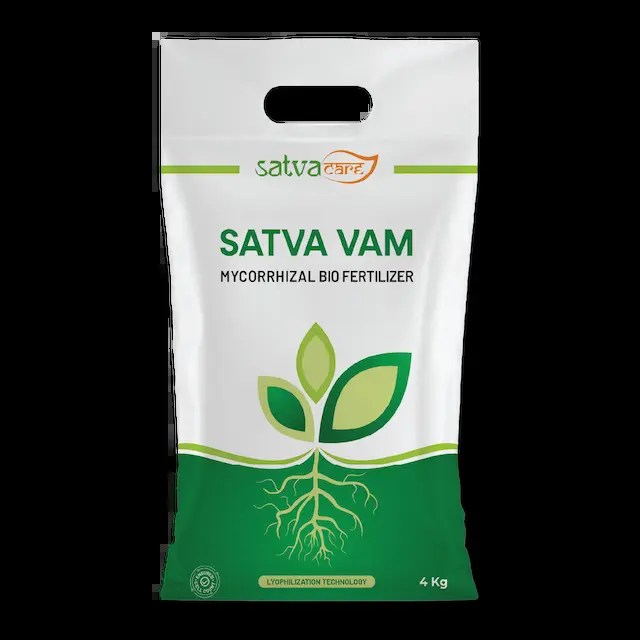 satva care
SATVA VAM
MYCORRHIZAL BIO FERTILIZER
LYOPHILIZATION TECHNOLOGY
4 Kg